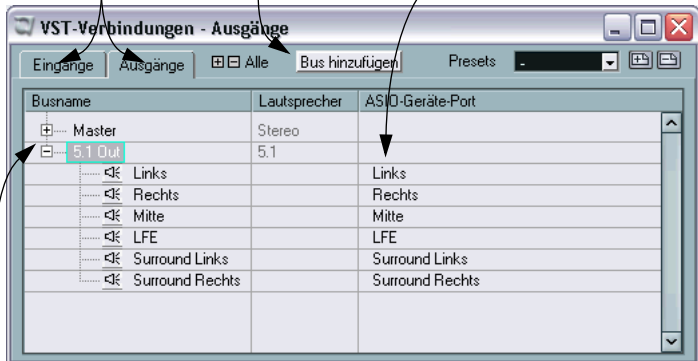 VST-Verbindungen - Ausgänge
Eingänge Ausgänge Alle Bus hinzufügen Presets -
Busname Lautsprecher ASIO-Geräte-Port
Master Stereo
5.1 Out 5.1
Links Links
Rechts Rechts
Mitte Mitte
LFE LFE
Surround Links Surround Links
Surround Rechts Surround Rechts